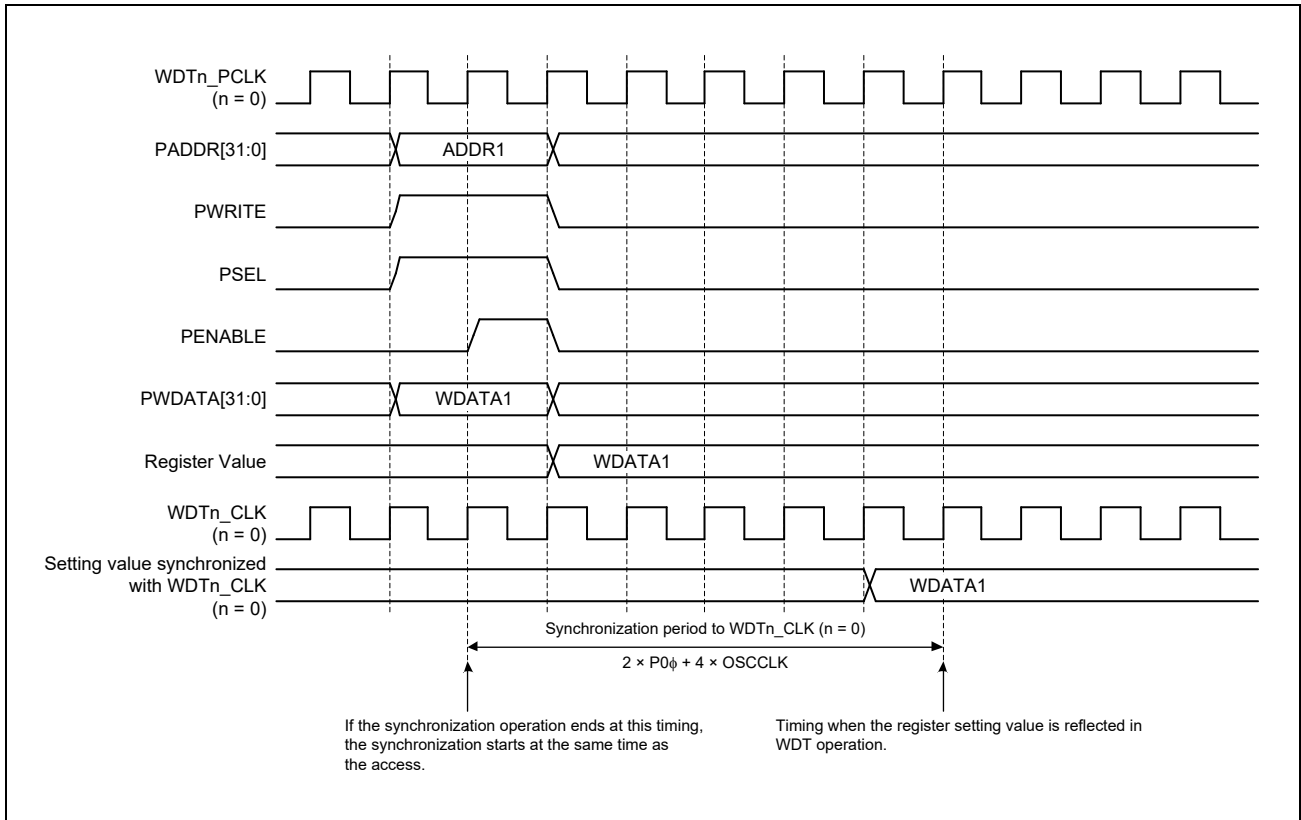 WDTn_PCLK
(n = 0)
PADDR[31:0]
ADDR1
PWRITE
PSEL
PENABLE
PWDATA[31:0]
WDATA1
Register Value
WDATA1
WDTn_CLK
(n = 0)
Setting value synchronized
with WDTn_CLK
(n = 0)
WDATA1
Synchronization period to WDTn_CLK (n = 0)
2 × P0ϕ + 4 × OSCCLK
If the synchronization operation ends at this timing,
the synchronization starts at the same time as
the access.
Timing when the register setting value is reflected in
WDT operation.